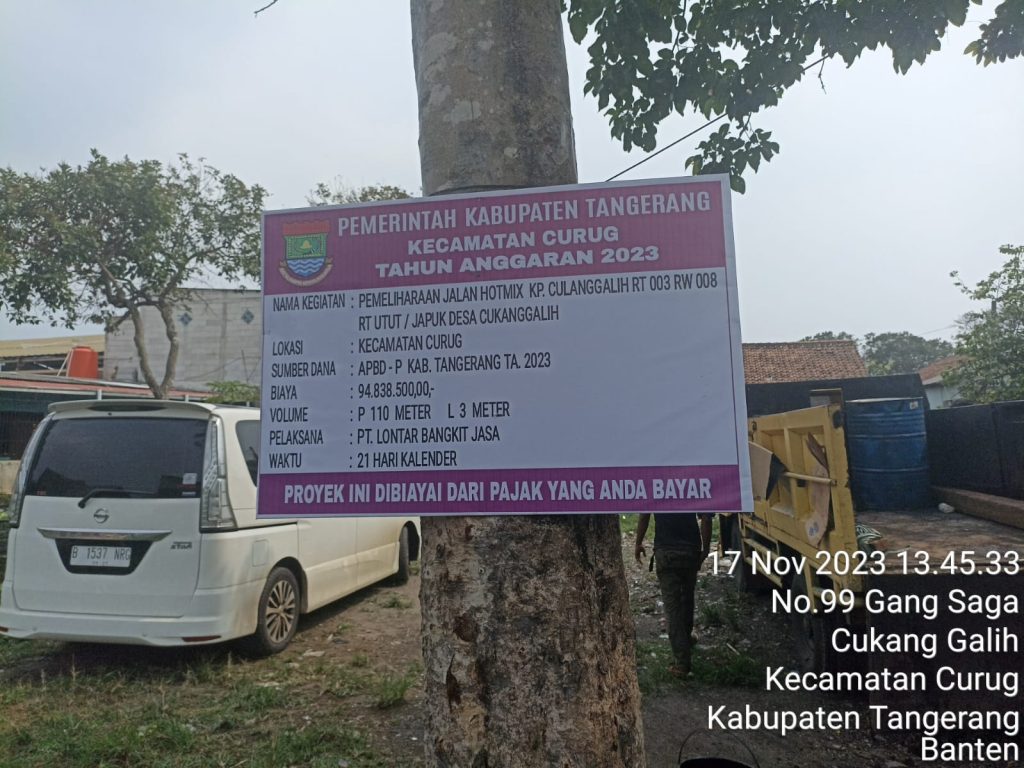 PEMERINTAH KABUPATEN TANGERANG
KECAMATAN CURUG
TAHUN ANGGARAN 2023
NAMA KEGIATAN : PEMELIHARAAN JALAN HOTMIX KP. CULANGGALIH RT 003 RW 008
RT UTUT / JAPUK DESA CUKANGGALIH
LOKASI : KECAMATAN CURUG
SUMBER DANA : APBD - P KAB. TANGERANG TA. 2023
BIAYA : 94.838.500,00,-
VOLUME : P 110 METER L 3 METER
PELAKSANA : PT. LONTAR BANGKIT JASA
WAKTU : 21 HARI KALENDER
PROYEK INI DIBIAYAI DARI PAJAK YANG ANDA BAYAR
B 1537 NRG
17 Nov 2023 13.45.33
No.99 Gang Saga
Cukang Galih
Kecamatan Curug
Kabupaten Tangerang
Banten